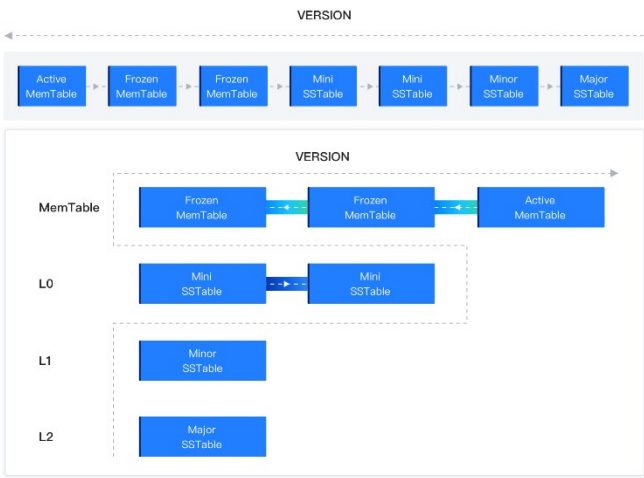 VERSION
Active MemTable
Frozen MemTable
Frozen MemTable
Mini SSTable
Mini SSTable
Minor SSTable
Major SSTable
VERSION
MemTable
Frozen MemTable
Frozen MemTable
Active MemTable
L0
Mini SSTable
Mini SSTable
L1
Minor SSTable
L2
Major SSTable